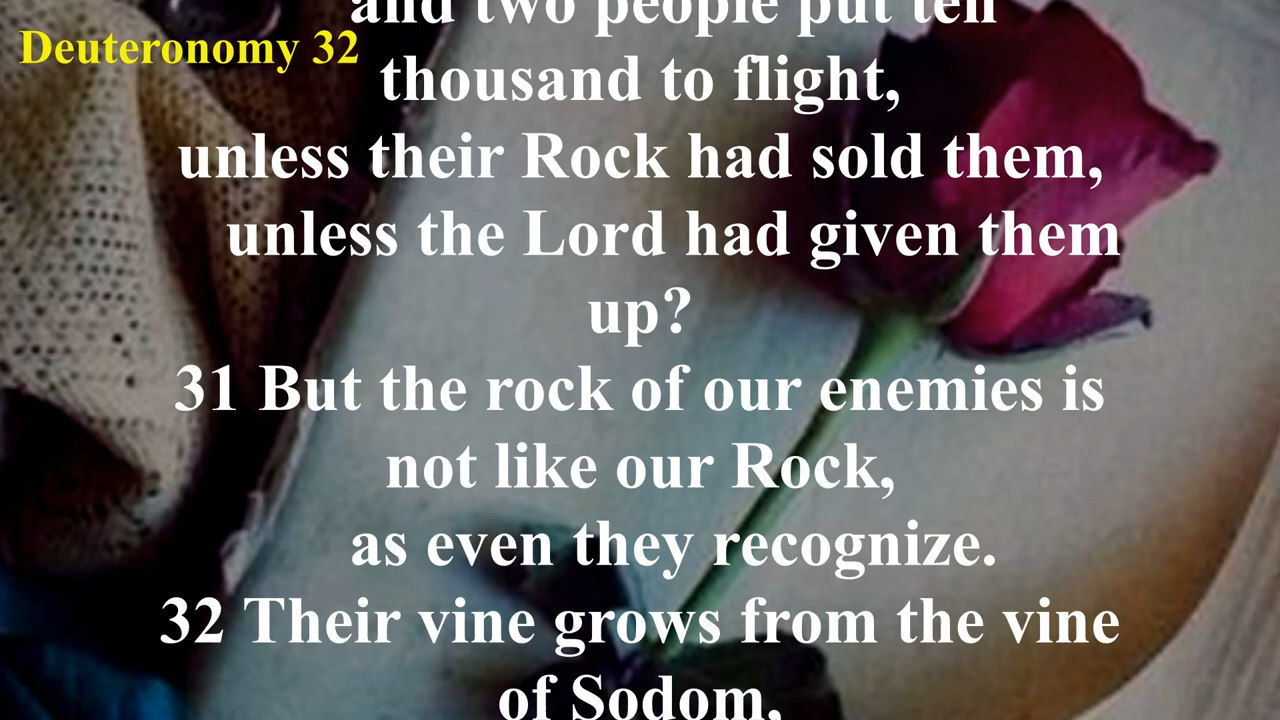 and two people put ten
Deuteronomy 32
thousand to flight,
unless their Rock had sold them,
unless the Lord had given them
up?
31 But the rock of our enemies is
not like our Rock,
as even they recognize.
32 Their vine grows from the vine
of Sodom,